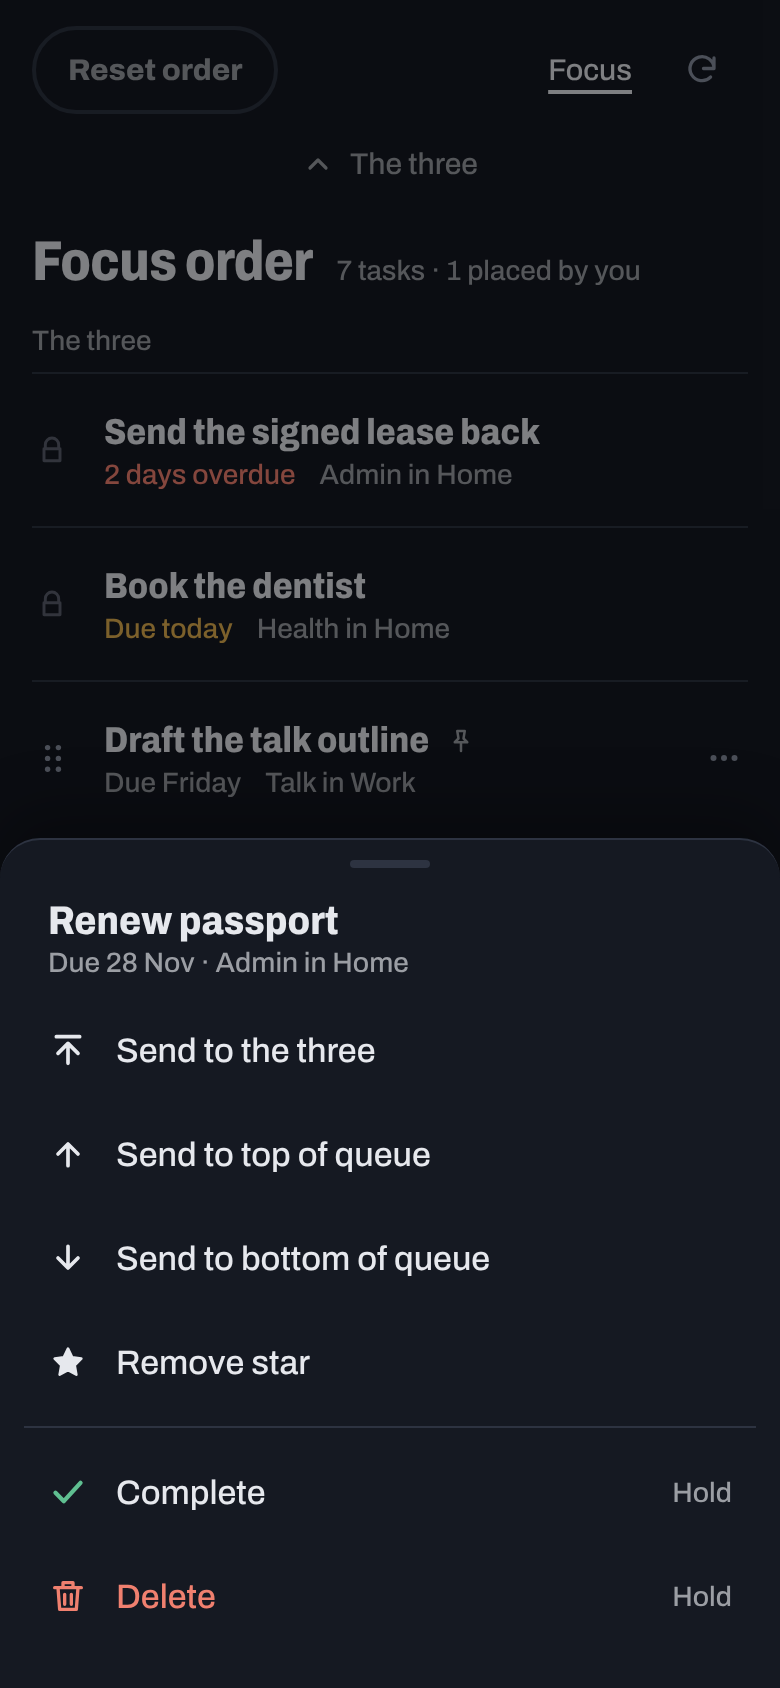 Reset order
Focus
The three
Focus order 7 tasks · 1 placed by you
The three
Send the signed lease back
2 days overdue Admin in Home
Book the dentist
Due today Health in Home
Draft the talk outline
Due Friday Talk in Work
Renew passport
Due 28 Nov · Admin in Home
Send to the three
Send to top of queue
Send to bottom of queue
Remove star
Complete Hold
Delete Hold